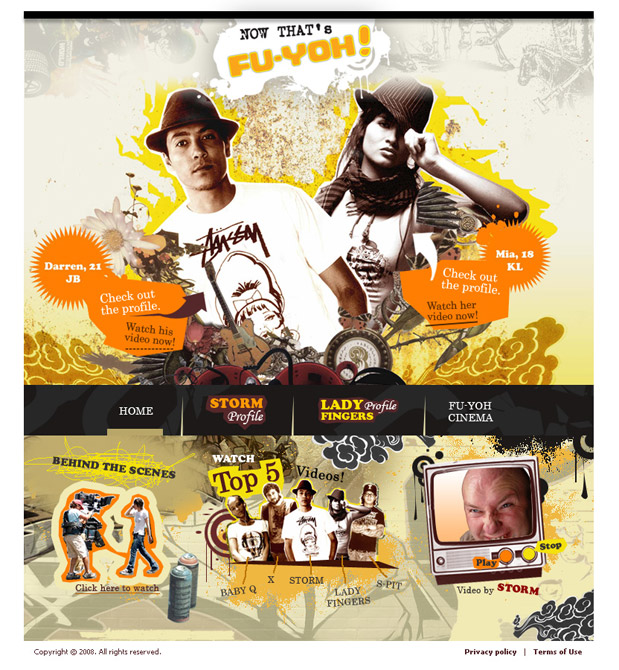 NOW THAT's
FU-YOH!
Darren, 21
JB
Check out
the profile.
Watch his
video now!
STUSSY
Mia, 18
KL
Check out
the profile.
Watch her
video now!
HOME
STORM
Profile
LADY Profile
FINGERS
FU-YOH
CINEMA
BEHIND THE SCENES
Click here to watch
WATCH
Top 5
Videos!
BABY Q
X
STORM
LADY
FINGERS
S-PIT
Play
Stop
Video by STORM
Copyright © 2008. All rights reserved.
Privacy policy | Terms of Use